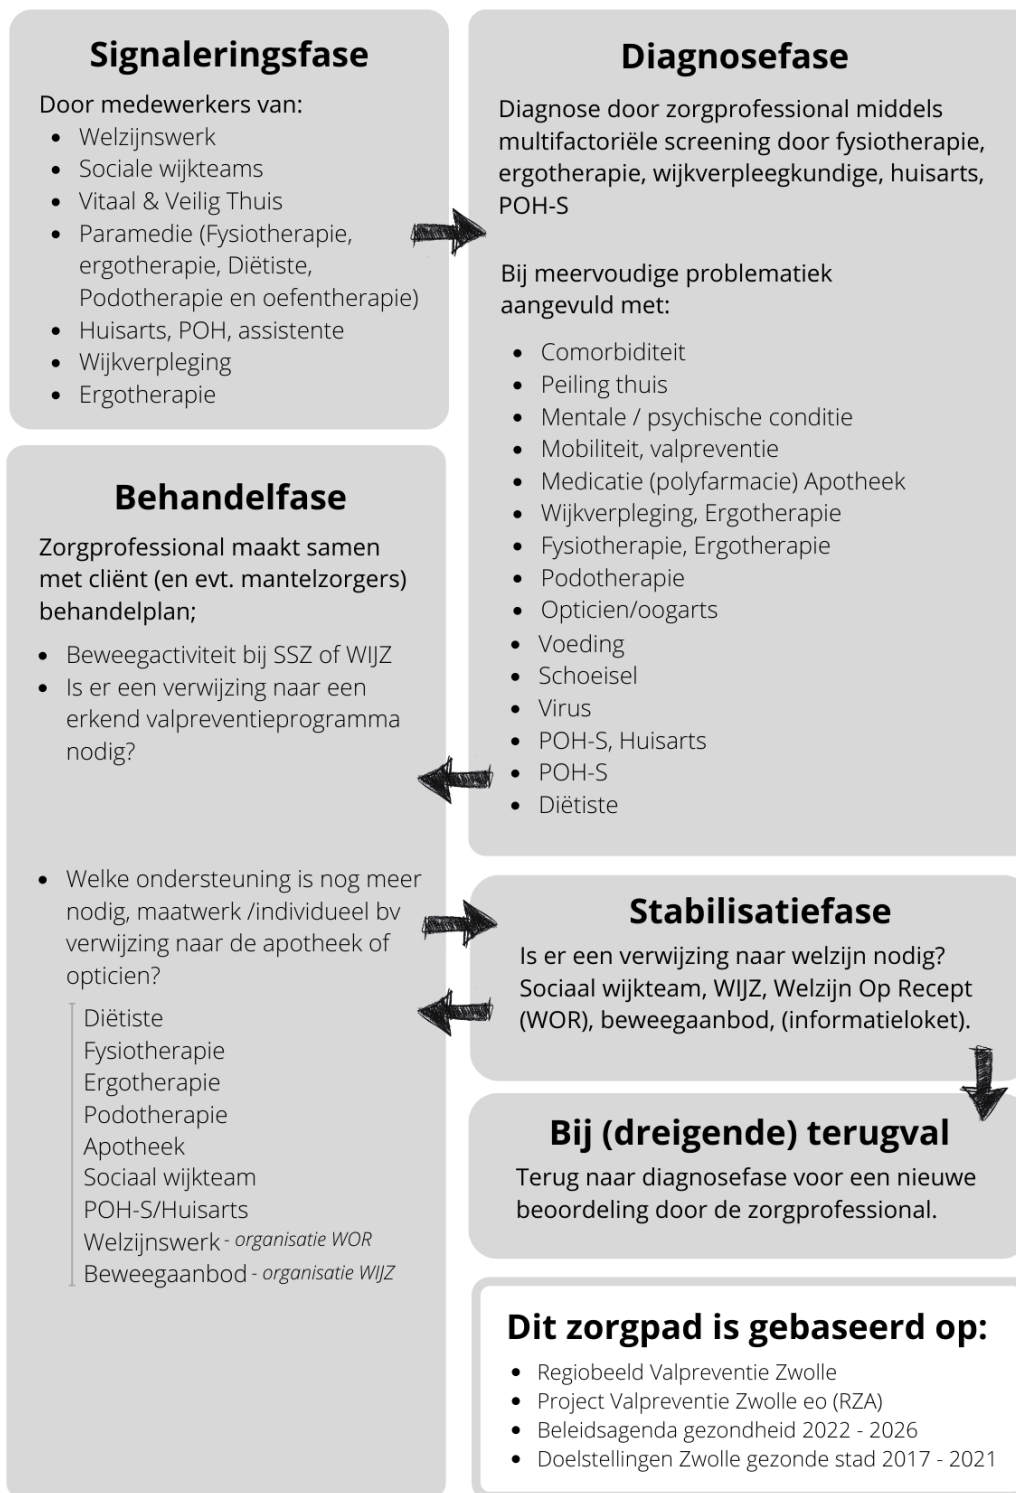 Signaleringsfase
Door medewerkers van:
• Welzijnswerk
• Sociale wijkteams
• Vitaal & Veilig Thuis
• Paramedie (Fysiotherapie,
ergotherapie, Diëtiste,
Podotherapie en oefentherapie)
• Huisarts, POH, assistente
• Wijkverpleging
• Ergotherapie
Diagnosefase
Diagnose door zorgprofessional middels
multifactoriële screening door fysiotherapie,
ergotherapie, wijkverpleegkundige, huisarts,
POH-S
Bij meervoudige problematiek
aangevuld met:
• Comorbiditeit
• Peiling thuis
• Mentale / psychische conditie
• Mobiliteit, valpreventie
• Medicatie (polyfarmacie) Apotheek
• Wijkverpleging, Ergotherapie
• Fysiotherapie, Ergotherapie
• Podotherapie
• Opticien/oogarts
• Voeding
• Schoeisel
• Virus
• POH-S, Huisarts
• POH-S
• Diëtiste
Behandelfase
Zorgprofessional maakt samen
met cliënt (en evt. mantelzorgers)
behandelplan;
• Beweegactiviteit bij SSZ of WIJZ
• Is er een verwijzing naar een
erkend valpreventieprogramma
nodig?
• Welke ondersteuning is nog meer
nodig, maatwerk /individueel bv
verwijzing naar de apotheek of
opticien?
Diëtiste
Fysiotherapie
Ergotherapie
Podotherapie
Apotheek
Sociaal wijkteam
POH-S/Huisarts
Welzijnswerk - organisatie WOR
Beweegaanbod - organisatie WIJZ
Stabilisatiefase
Is er een verwijzing naar welzijn nodig?
Sociaal wijkteam, WIJZ, Welzijn Op Recept
(WOR), beweegaanbod, (informatieloket).
Bij (dreigende) terugval
Terug naar diagnosefase voor een nieuwe
beoordeling door de zorgprofessional.
Dit zorgpad is gebaseerd op:
• Regiobeeld Valpreventie Zwolle
• Project Valpreventie Zwolle eo (RZA)
• Beleidsagenda gezondheid 2022 - 2026
• Doelstellingen Zwolle gezonde stad 2017 - 2021